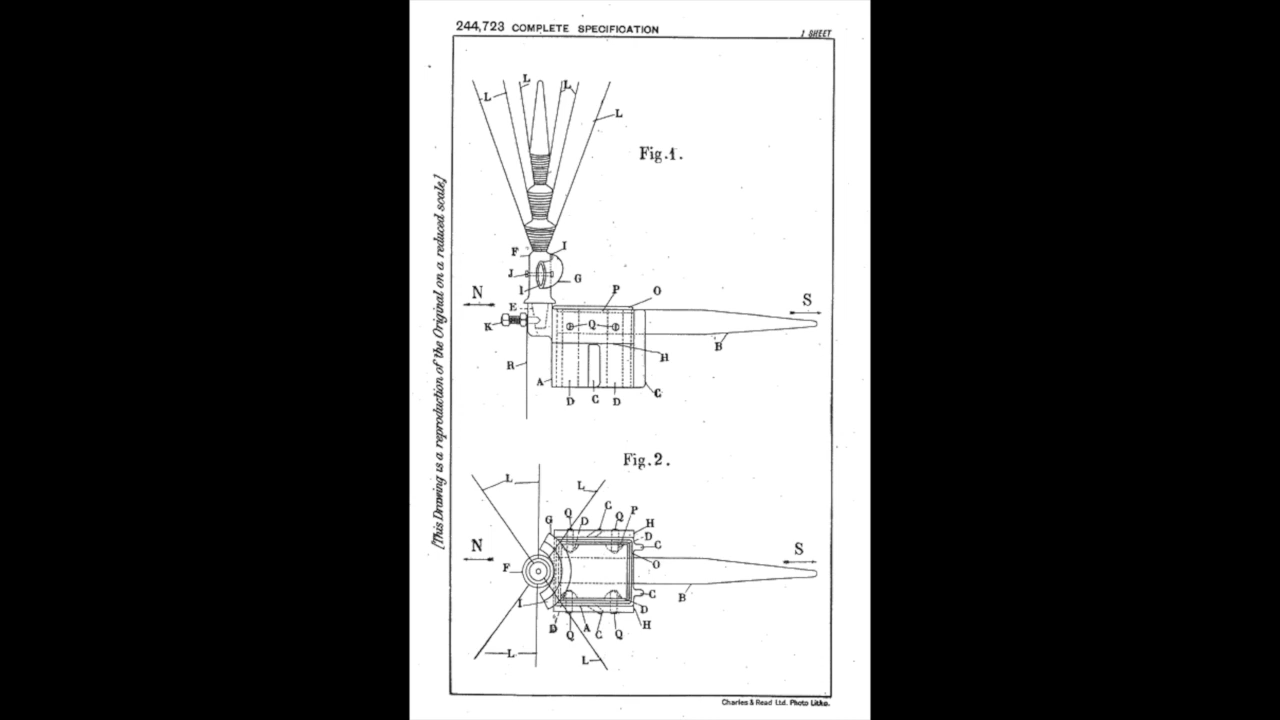 244,723 COMPLETE SPECIFICATION
1 SHEET
[This Drawing is a reproduction of the Original on a reduced scale.]
L
L
L
L
L
Fig.1.
F
I
J
G
I
N
P
O
S
E
K
Q
B
R
H
A
D
C
D
C
Fig.2.
L
L
Q
C
G
D
Q
P
H
D
N
C
S
F
O
I
C
B
D
D
A
H
Q
C
Q
L
L
Charles & Read Ltd. Photo Litho.